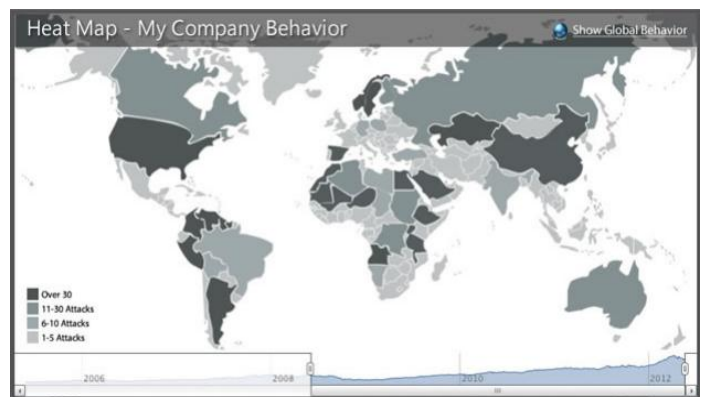 Heat Map - My Company Behavior
Show Global Behavior
Over 30
11-30 Attacks
6-10 Attacks
1-5 Attacks
2006
2008
2010
2012